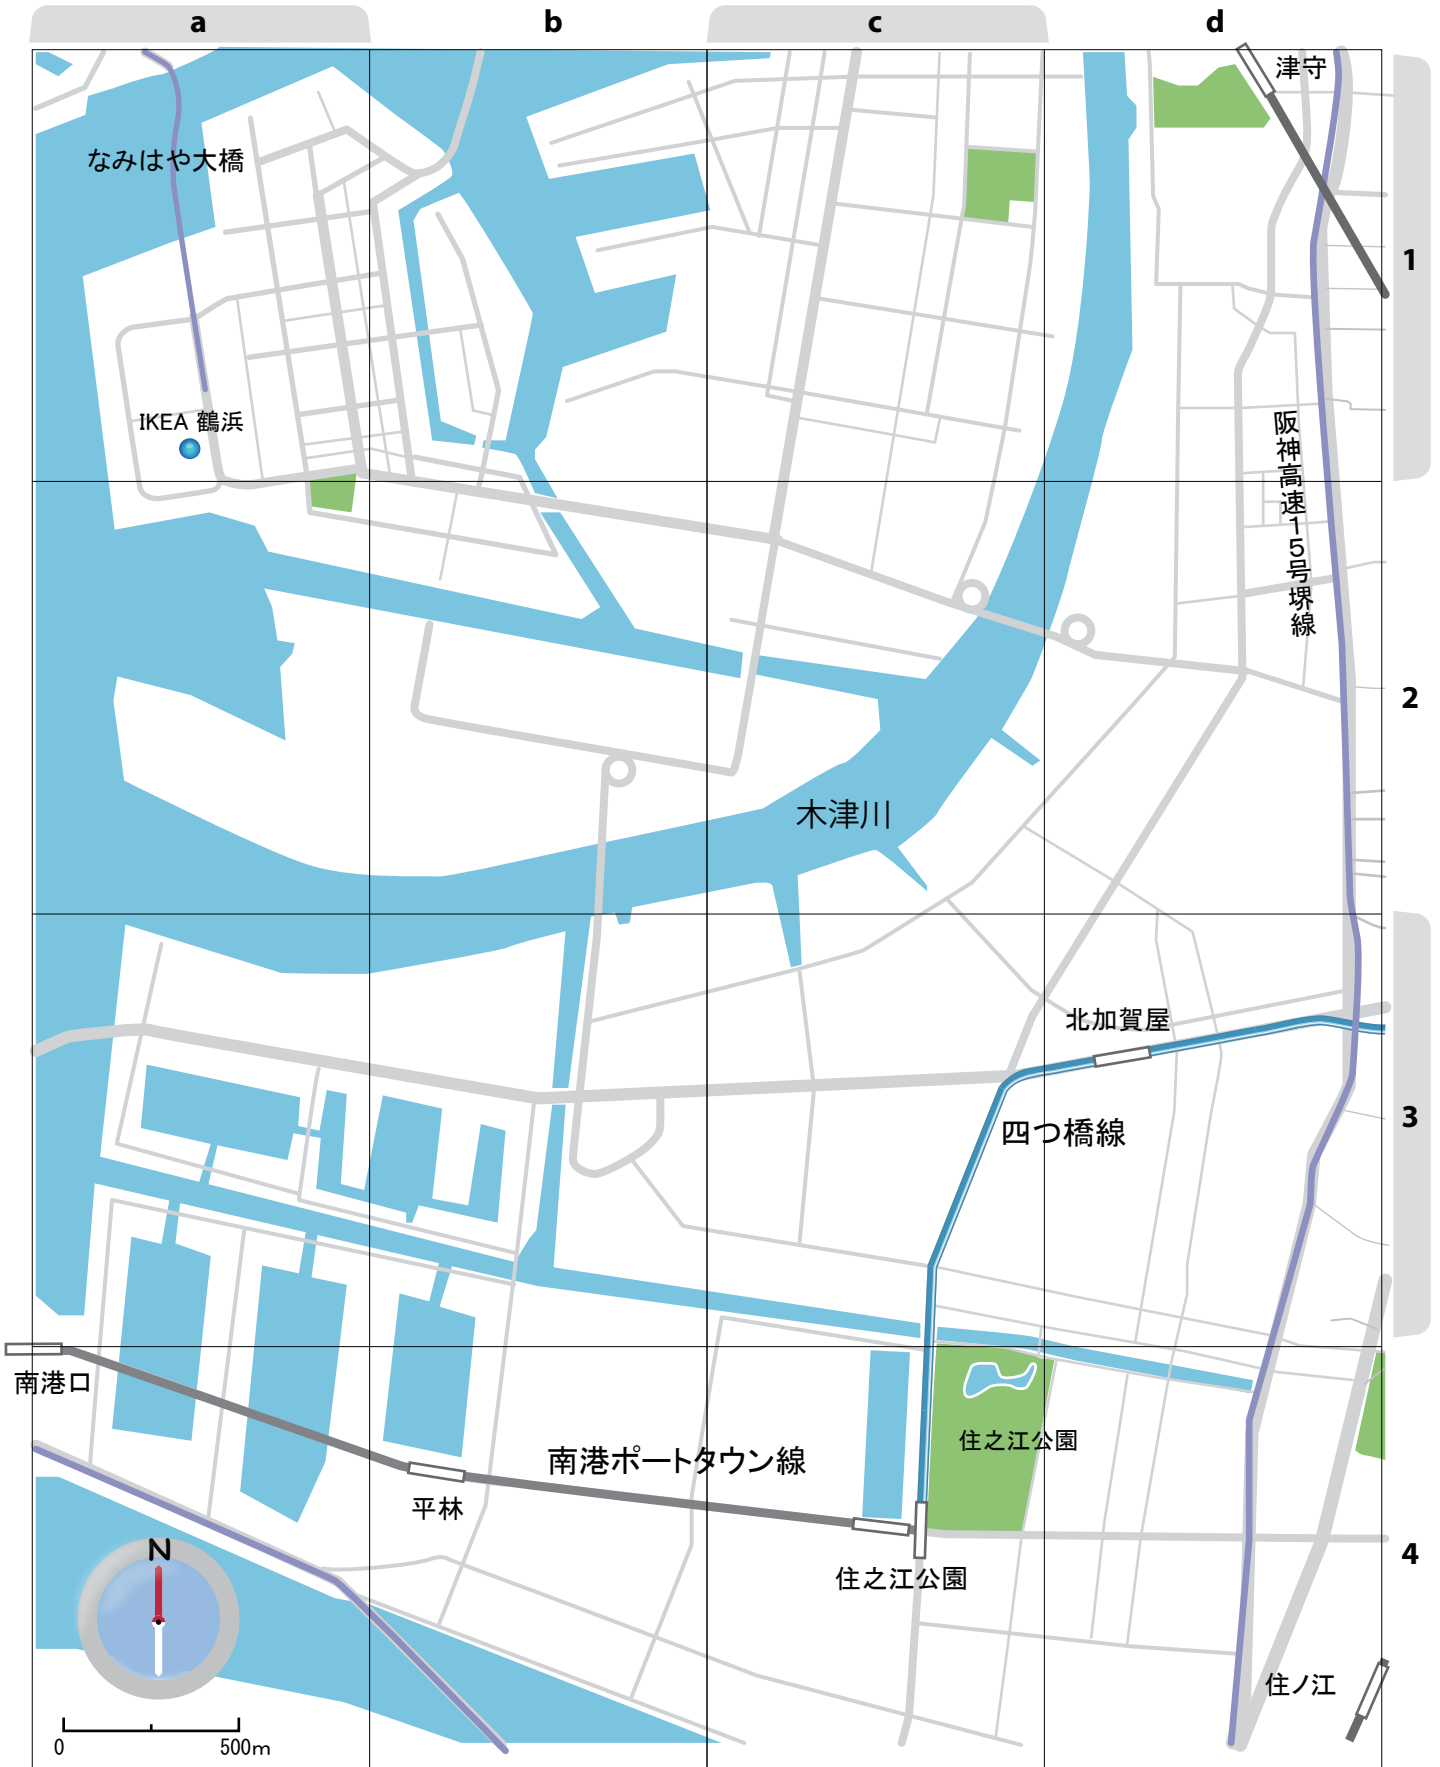 a
b
c
d
津守
なみはや大橋
1
IKEA 鶴浜
阪神高速15号堺線
2
木津川
北加賀屋
四つ橋線
3
南港口
住之江公園
南港ポートタウン線
平林
N
4
住之江公園
住ノ江
0 500m